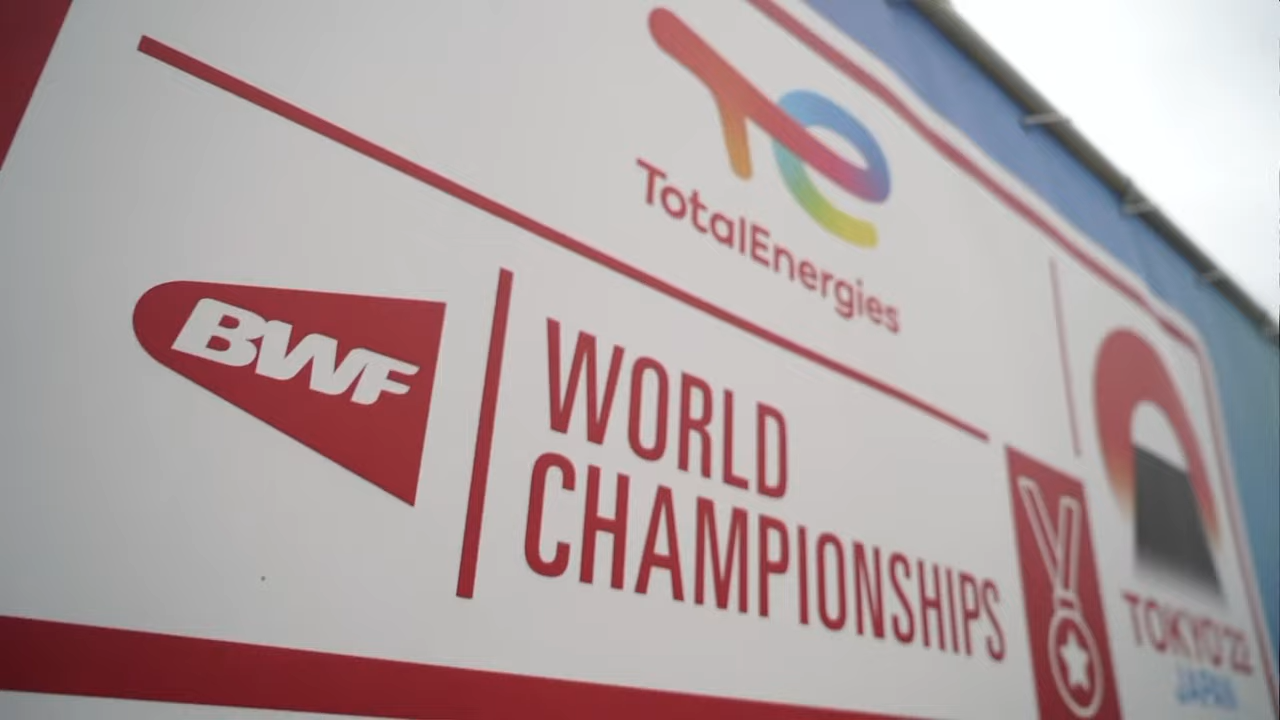 TotalEnergies
BWF
WORLD
CHAMPIONSHIPS
TOKYO'22
JAPAN